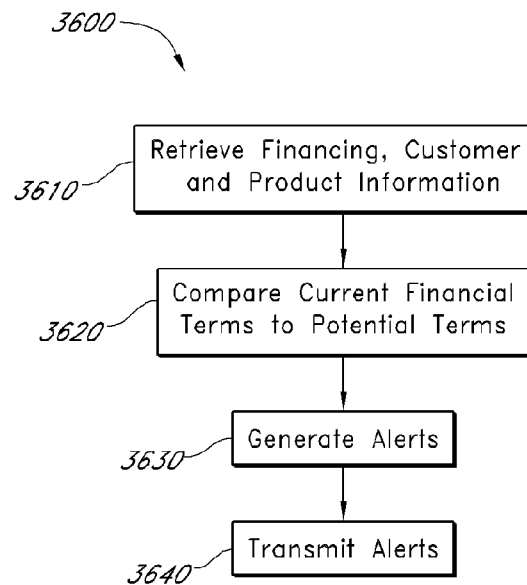 3600
3610
Retrieve Financing, Customer
and Product Information
3620
Compare Current Financial
Terms to Potential Terms
3630
Generate Alerts
3640
Transmit Alerts